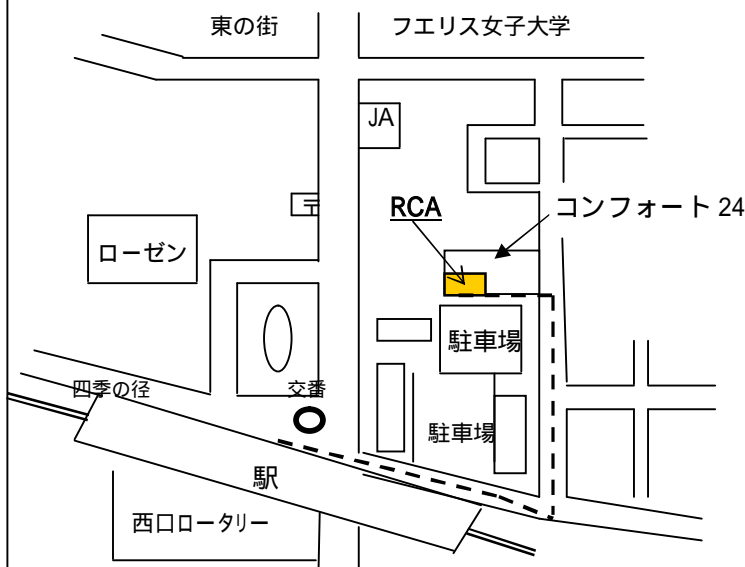 東の街
フエリス女子大学
JA
〒
RCA
コンフォート 24
ローゼン
駐車場
四季の径
交番
駐車場
駅
西口ロータリー